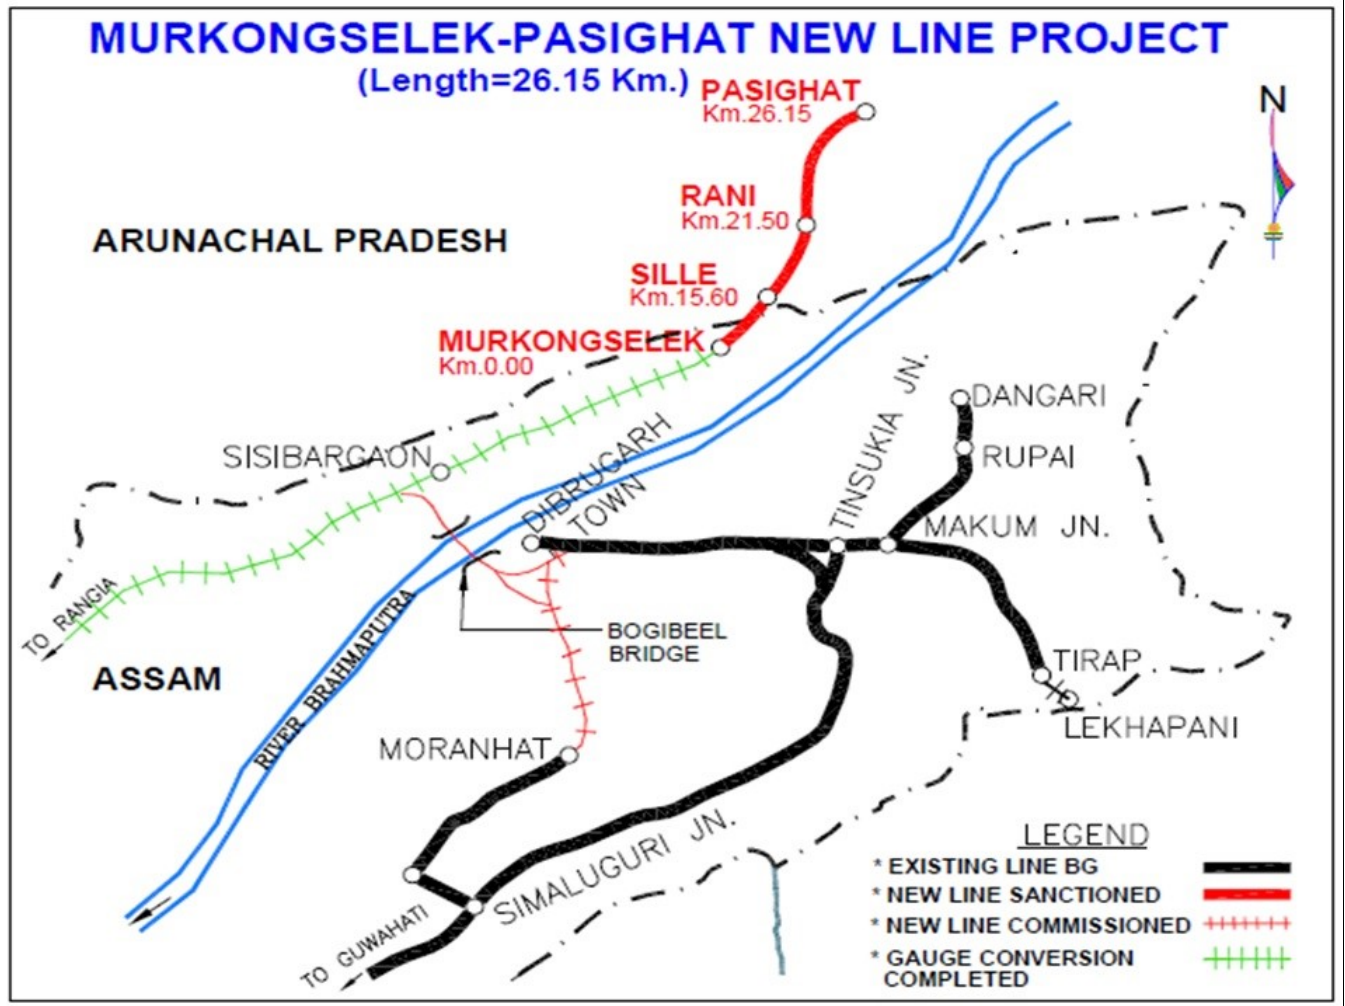 MURKONGSELEK-PASIGHAT NEW LINE PROJECT
(Length=26.15 Km.)
PASIGHAT
Km.26.15
N
RANI
Km.21.50
ARUNACHAL PRADESH
SILLE
Km.15.60
MURKONGSELEK
Km.0.00
DANGARI
SISIBARGAON
RUPAI
DIBRUGARH
TOWN
TINSUKIA JN.
MAKUM JN.
TO RANGIA
RIVER BRAHMAPUTRA
BOGIBEEL
BRIDGE
ASSAM
TIRAP
LEKHAPANI
MORANHAT
SIMALUGURI JN.
TO GUWAHATI
LEGEND
* EXISTING LINE BG
* NEW LINE SANCTIONED
* NEW LINE COMMISSIONED
* GAUGE CONVERSION
COMPLETED